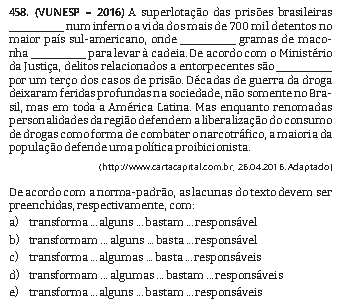 458. (VUNESP – 2016) A superlotação das prisões brasileiras
____________ num inferno a vida dos mais de 700 mil detentos no
maior país sul-americano, onde ____________ gramas de maco-
nha ____________ para levar à cadeia. De acordo com o Ministério
da Justiça, delitos relacionados a entorpecentes são ____________
por um terço dos casos de prisão. Décadas de guerra da droga
deixaram feridas profundas na sociedade, não somente no Bra-
sil, mas em toda a América Latina. Mas enquanto renomadas
personalidades da região defendem a liberalização do consumo
de drogas como forma de combater o narcotráfico, a maioria da
população defende uma política proibicionista.
(http://www.cartacapital.com.br, 26.04.2016. Adaptado)
De acordo com a norma-padrão, as lacunas do texto devem ser
preenchidas, respectivamente, com:
a) transforma ... alguns ... bastam ... responsável
b) transformam ... alguns ... basta ... responsável
c) transforma ... algumas ... basta ... responsáveis
d) transformam ... algumas ... bastam ... responsáveis
e) transforma ... alguns ... bastam ... responsáveis